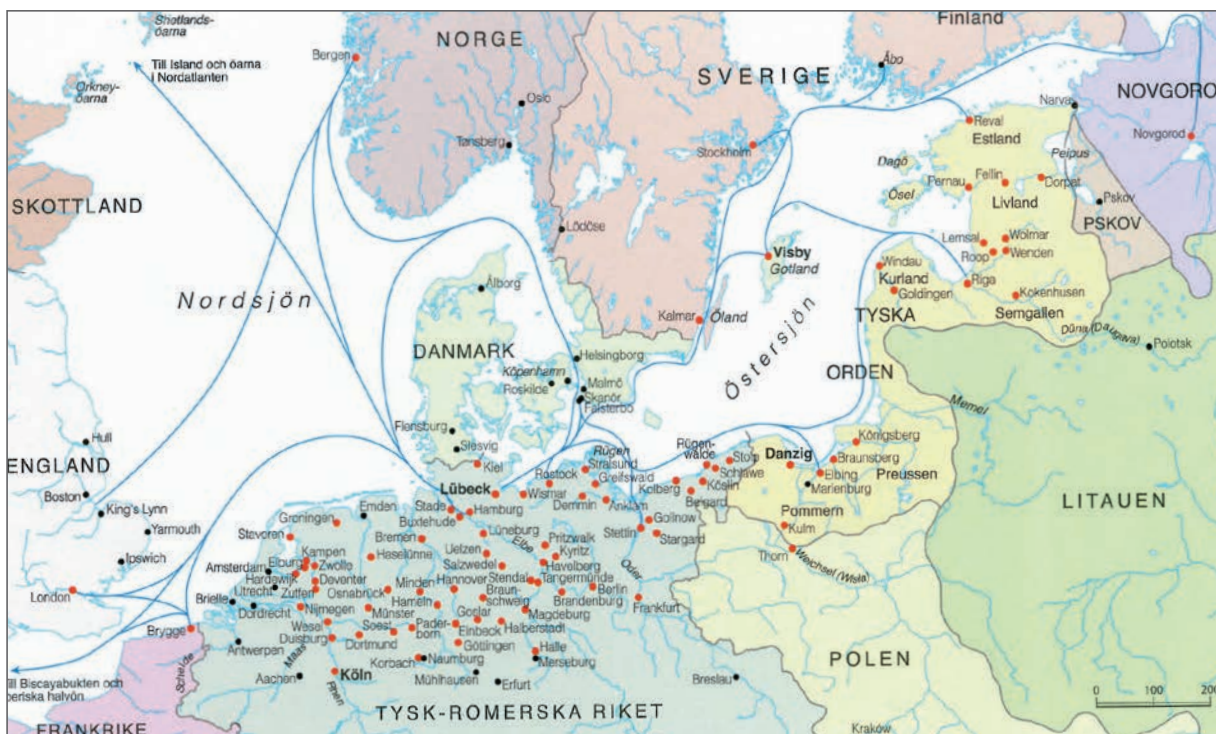 Shetlands-
öarna
Bergen
NORGE
Finland
Till Island och öarna
i Nordatlanten
Orkney-
öarna
Oslo
SVERIGE
Åbo
NOVGORO
Narva
Tønsberg
Stockholm
Reval
Estland
Novgorod
Dagö
Peipus
Fellin
Dorpat
Pernau
Ösel
Livland
Pskov
PSKOV
SKOTTLAND
Lödöse
Visby
Gotland
Lemsal
Wolmar
Roop
Wenden
Windau
Kurland
Riga
Goldingen
Kokenhusen
Semgallen
TYSKA
Düna (Daugava)
Polotsk
Nordsjön
Ålborg
Kalmar
Öland
Östersjön
DANMARK
Helsingborg
Köpenhamn
Roskilde
Malmö
Skanör
Falsterbo
ORDEN
Memel
Flensburg
Slesvig
Kiel
Rügen
Rügen-
walde
Stolp
Schlawe
Danzig
Königsberg
Braunsberg
Elbing
Preussen
Marienburg
LITAUEN
Hull
ENGLAND
Boston
King's Lynn
Yarmouth
Ipswich
London
Lübeck
Rostock
Stralsund
Greifswald
Wismar
Demmin
Anklam
Kolberg
Köslin
Belgard
Pommern
Kulm
Stade
Hamburg
Buxtehude
Groningen
Emden
Stavoren
Bremen
Lüneburg
Elbe
Pritzwalk
Kyritz
Stettin
Gollnow
Stargard
Thorn
Weichsel (Wisła)
Kampen
Elburg
Zwolle
Haselünne
Uelzen
Salzwedel
Havelberg
Amsterdam
Hardewijk
Deventer
Minden
Hannover
Stendal
Tangermünde
Oder
Utrecht
Zutfen
Osnabrück
Braun-
schweig
Berlin
Brielle
Dordrecht
Nijmegen
Münster
Hameln
Brandenburg
Magdeburg
Frankfurt
Brygge
Wesel
Soest
Pader-
born
Goslar
Halberstadt
Einbeck
Duisburg
Dortmund
Göttingen
Halle
Antwerpen
Maas
Korbach
Naumburg
Merseburg
Schelde
Aachen
Köln
Rhen
Mühlhausen
Erfurt
Breslau
POLEN
ill Biscayabukten och
periska halvön
FRANKRIKE
TYSK-ROMERSKA RIKET
Kraków
0
100
200